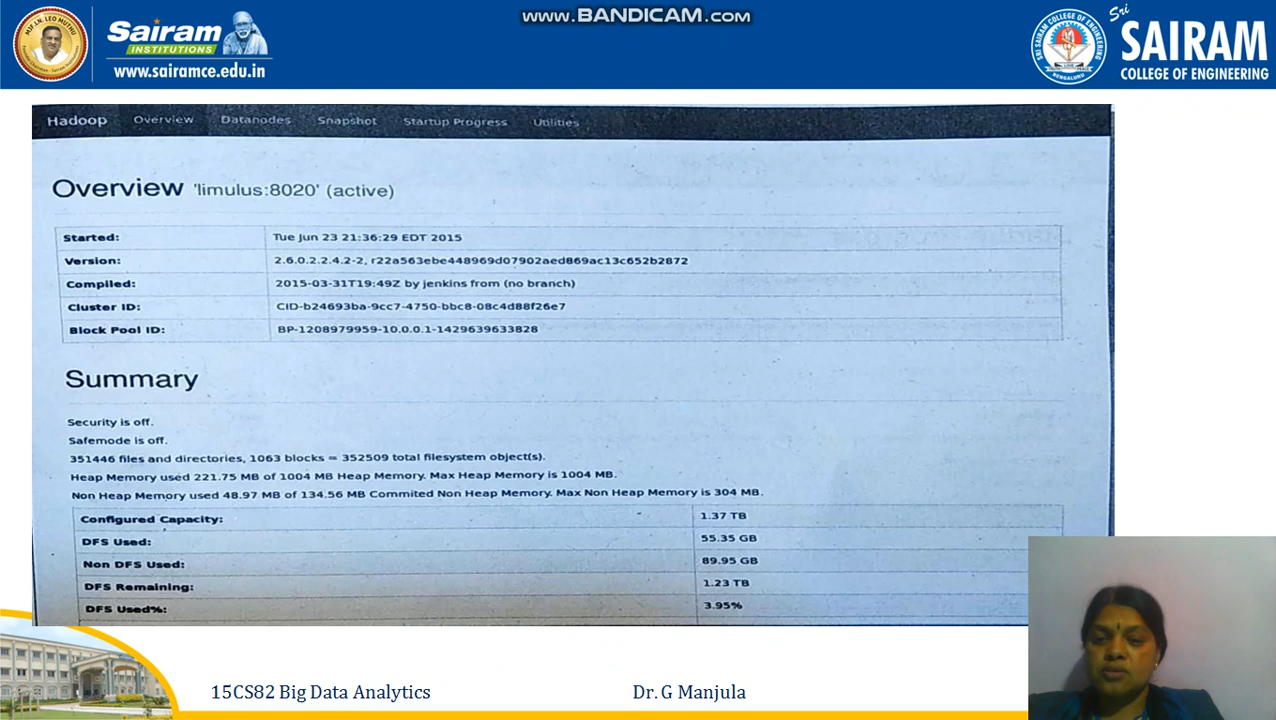 www.BANDICAM.com
Sairam
INSTITUTIONS
www.sairamce.edu.in
Sri
SAIRAM
COLLEGE OF ENGINEERING
Hadoop Overview Datanodes Snapshot Startup Progress Utilities
Overview 'limulus:8020' (active)
Started: Tue Jun 23 21:36:29 EDT 2015
Version: 2.6.0.2.2.4.2-2, r22a563ebe448969d07902aed869ac13c652b2872
Compiled: 2015-03-31T19:49Z by jenkins from (no branch)
Cluster ID: CID-b24693ba-9cc7-4750-bbc8-08c4d88f26e7
Block Pool ID: BP-1208979959-10.0.0.1-1429639633828
Summary
Security is off.
Safemode is off.
351446 files and directories, 1063 blocks = 352509 total filesystem object(s).
Heap Memory used 221.75 MB of 1004 MB Heap Memory. Max Heap Memory is 1004 MB.
Non Heap Memory used 48.97 MB of 134.56 MB Commited Non Heap Memory. Max Non Heap Memory is 304 MB.
Configured Capacity: 1.37 TB
DFS Used: 55.35 GB
Non DFS Used: 89.95 GB
DFS Remaining: 1.23 TB
DFS Used%: 3.95%
15CS82 Big Data Analytics
Dr. G Manjula